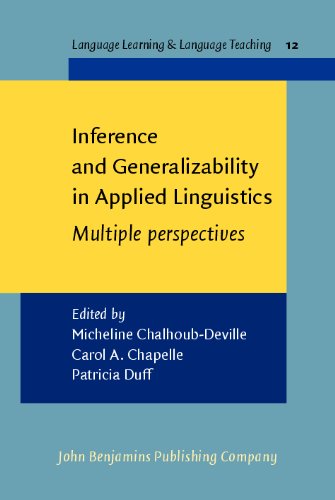 Language Learning & Language Teaching 12
Inference
and Generalizability
in Applied Linguistics
Multiple perspectives
Edited by
Micheline Chalhoub-Deville
Carol A. Chapelle
Patricia Duff
John Benjamins Publishing Company